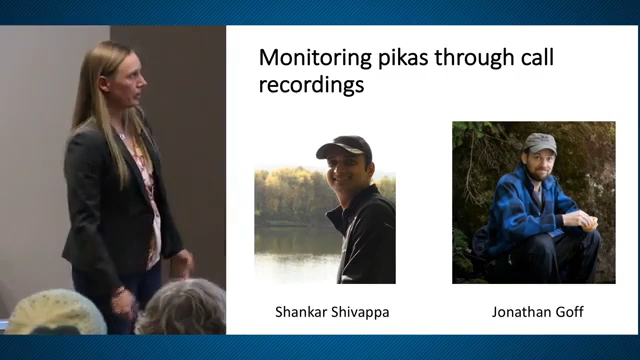 Monitoring pikas through call
recordings
Shankar Shivappa
Jonathan Goff